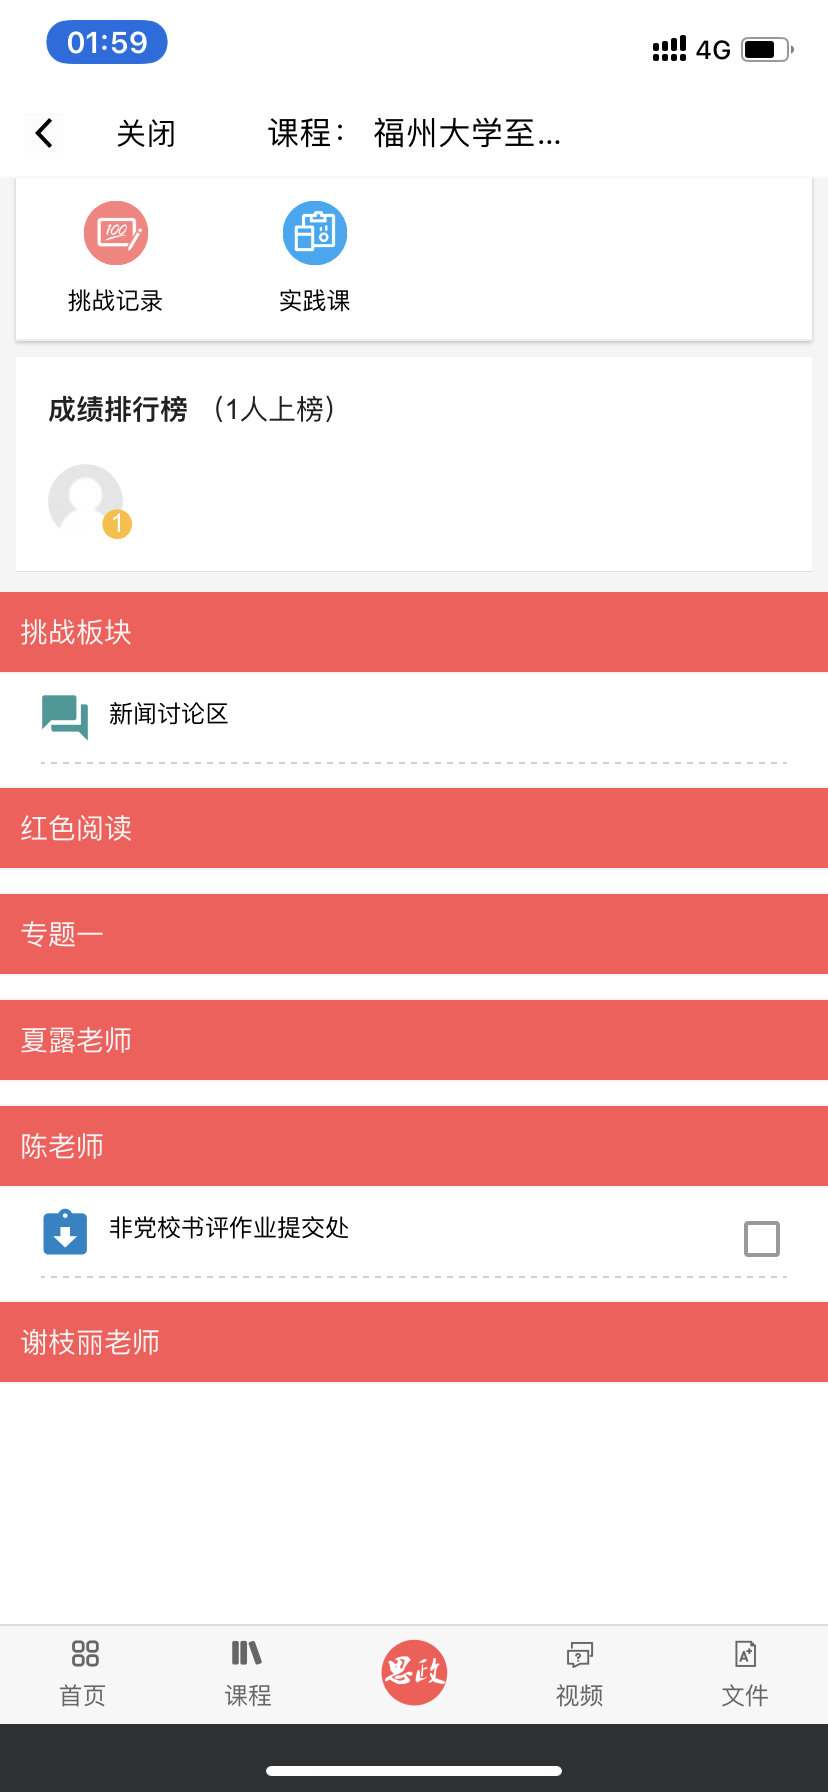 01:59
4G
关闭
课程： 福州大学至...
100
挑战记录
实践课
成绩排行榜 （1人上榜）
1
挑战板块
新闻讨论区
红色阅读
专题一
夏露老师
陈老师
非党校书评作业提交处
谢枝丽老师
思政
首页
课程
视频
文件